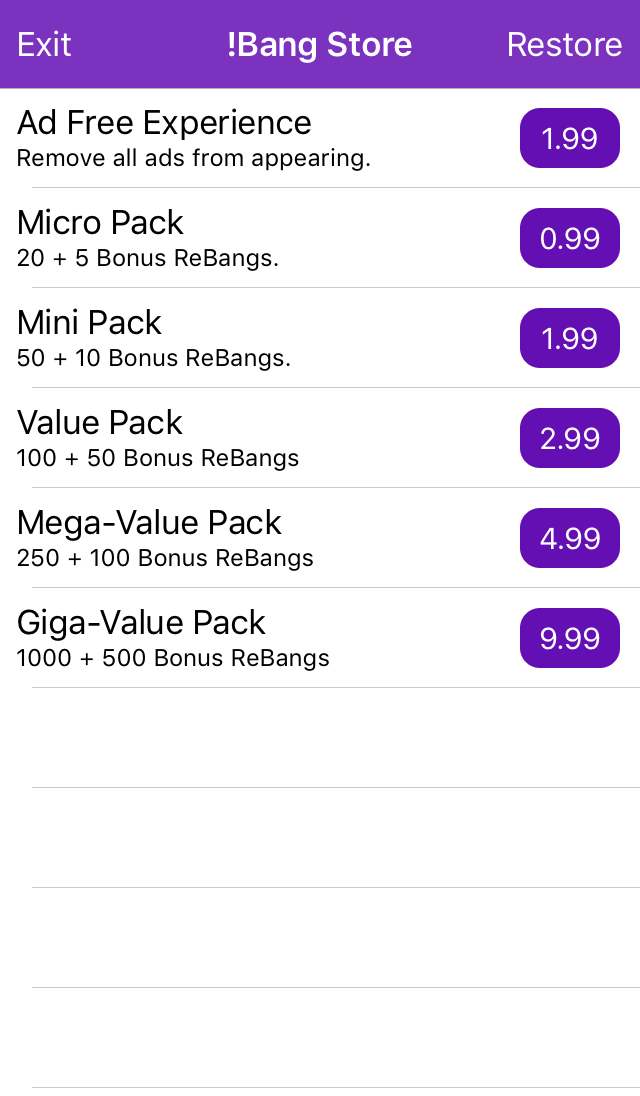 Exit !Bang Store Restore
Ad Free Experience
Remove all ads from appearing.
1.99
Micro Pack
20 + 5 Bonus ReBangs.
0.99
Mini Pack
50 + 10 Bonus ReBangs.
1.99
Value Pack
100 + 50 Bonus ReBangs
2.99
Mega-Value Pack
250 + 100 Bonus ReBangs
4.99
Giga-Value Pack
1000 + 500 Bonus ReBangs
9.99